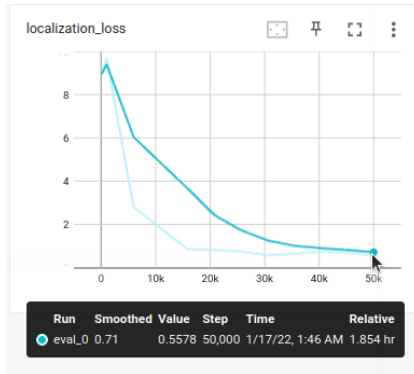 localization_loss
8
6
4
2
0 10k 20k 30k 40k 50k
Run Smoothed Value Step Time Relative
eval_0 0.71 0.5578 50,000 1/17/22, 1:46 AM 1.854 hr